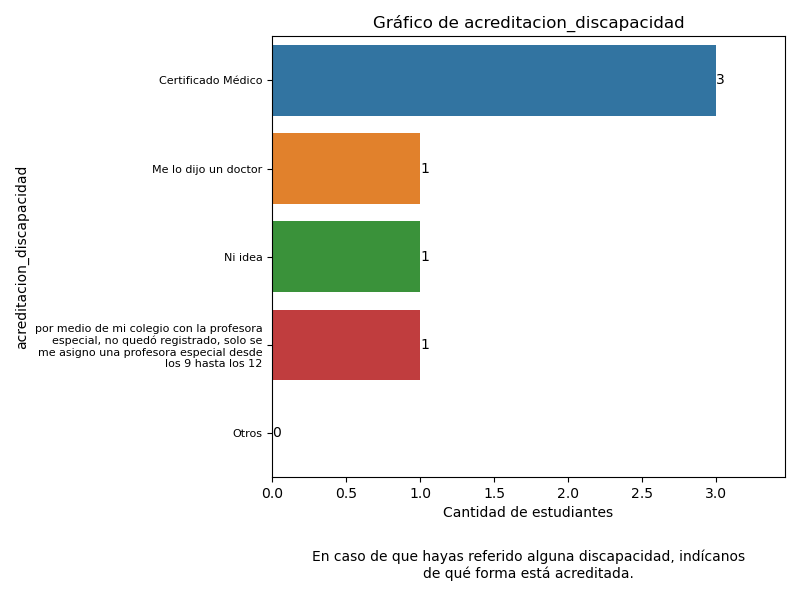 Gráfico de acreditacion_discapacidad
acreditacion_discapacidad
Certificado Médico
3
Me lo dijo un doctor
1
Ni idea
1
por medio de mi colegio con la profesora
especial, no quedó registrado, solo se
me asigno una profesora especial desde
los 9 hasta los 12
1
Otros
0
0.0 0.5 1.0 1.5 2.0 2.5 3.0
Cantidad de estudiantes
En caso de que hayas referido alguna discapacidad, indícanos
de qué forma está acreditada.